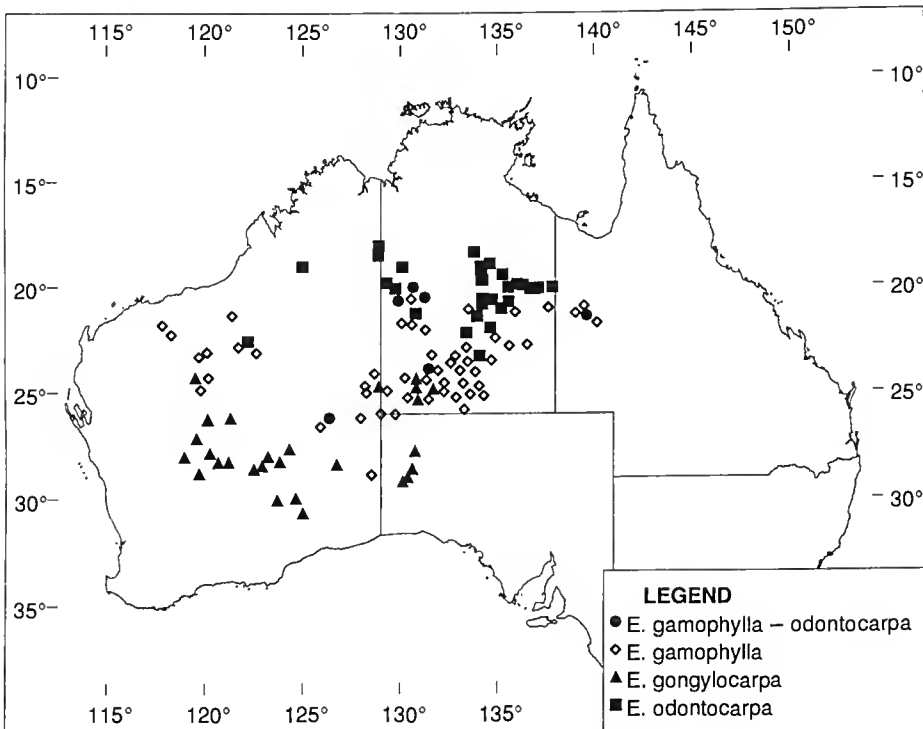 115° 120° 125° 130° 135° 140° 145° 150°
10° 10°
15° 15°
20° 20°
25° 25°
30° 30°
35°
LEGEND
E. gamophylla – odontocarpa
E. gamophylla
E. gongylocarpa
E. odontocarpa
115° 120° 125° 130° 135°